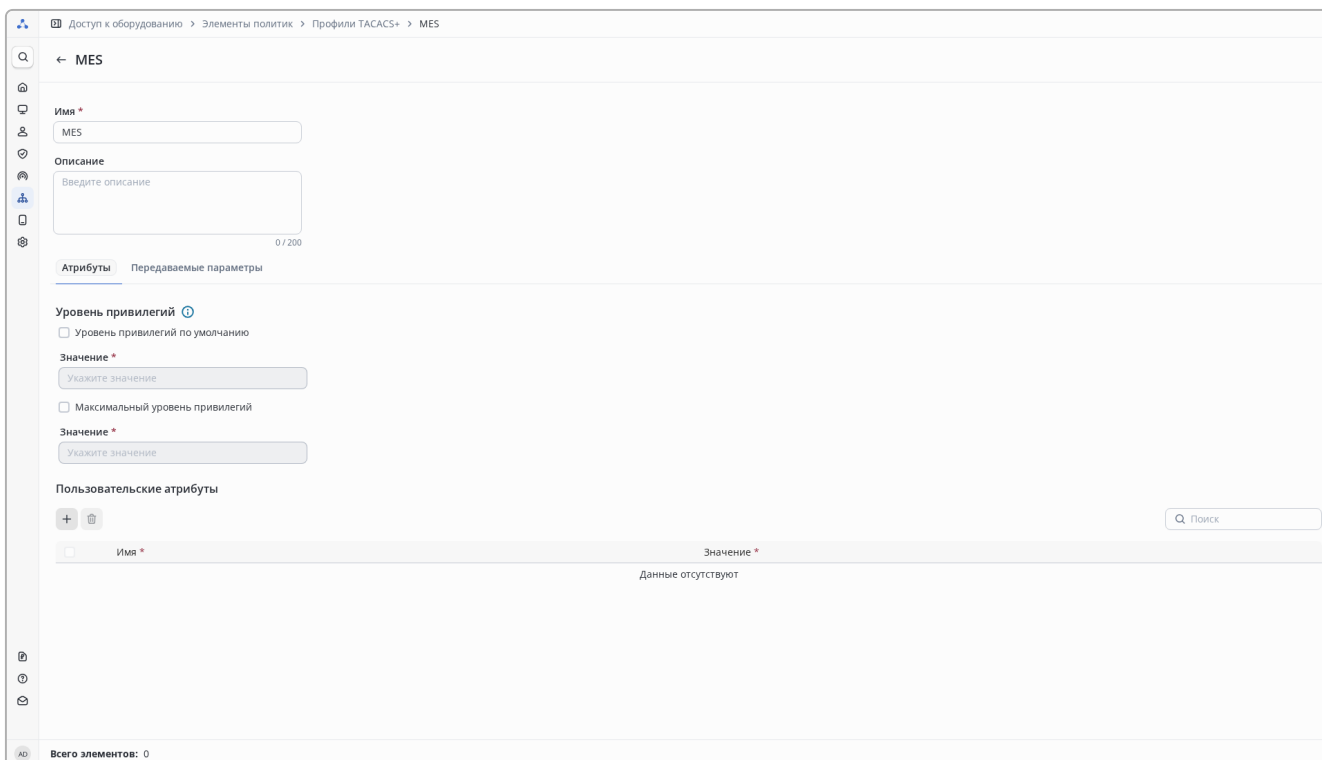 Доступ к оборудованию > Элементы политик > Профили TACACS+ > MES
MES
Имя *
MES
Описание
Введите описание
0 / 200
Атрибуты Передаваемые параметры
Уровень привилегий
Уровень привилегий по умолчанию
Значение *
Укажите значение
Максимальный уровень привилегий
Значение *
Укажите значение
Пользовательские атрибуты
Поиск
Имя * Значение *
Данные отсутствуют
AD Всего элементов: 0